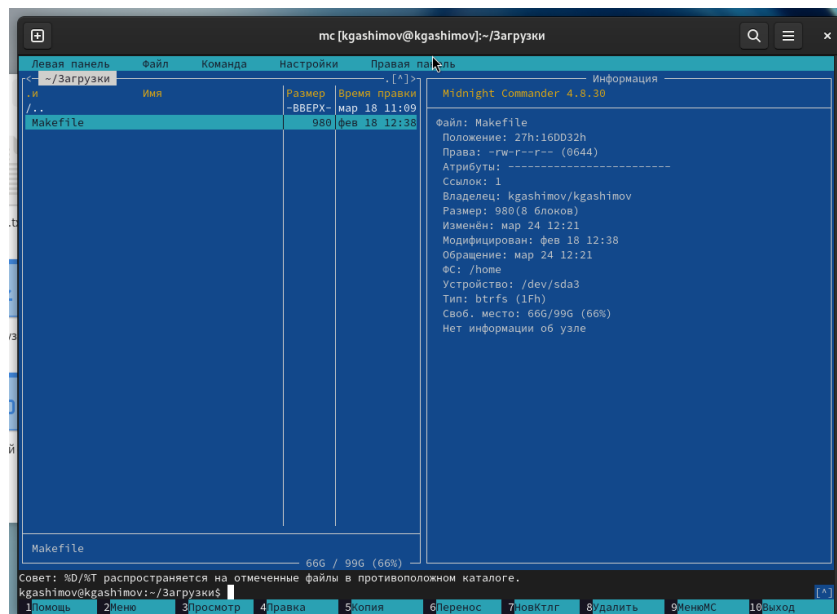 mc [kgashimov@kgashimov]:~/Загрузки
Левая панель Файл Команда Настройки Правая панель
<— ~/Загрузки .[^]>
.и Имя Размер Время правки
/.. -ВВЕРХ- мар 18 11:09
Makefile 980 фев 18 12:38
Makefile
66G / 99G (66%)
Информация
Midnight Commander 4.8.30
Файл: Makefile
Положение: 27h:16DD32h
Права: -rw-r--r-- (0644)
Атрибуты: -------------------------
Ссылок: 1
Владелец: kgashimov/kgashimov
Размер: 980(8 блоков)
Изменён: мар 24 12:21
Модифицирован: фев 18 12:38
Обращение: мар 24 12:21
ФС: /home
Устройство: /dev/sda3
Тип: btrfs (1Fh)
Своб. место: 66G/99G (66%)
Нет информации об узле
Совет: %D/%T распространяется на отмеченные файлы в противоположном каталоге.
kgashimov@kgashimov:~/Загрузки$ [^]
1Помощь 2Меню 3Просмотр 4Правка 5Копия 6Перенос 7НовКтлг 8Удалить 9МенюМС 10Выход